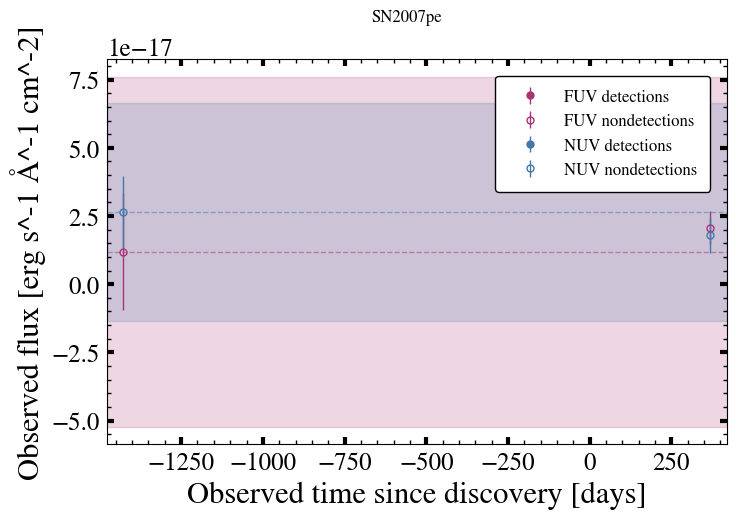 SN2007pe
1e−17
7.5
5.0
2.5
0.0
−2.5
−5.0
Observed flux [erg s^-1 Å^-1 cm^-2]
FUV detections
FUV nondetections
NUV detections
NUV nondetections
−1250 −1000 −750 −500 −250 0 250
Observed time since discovery [days]